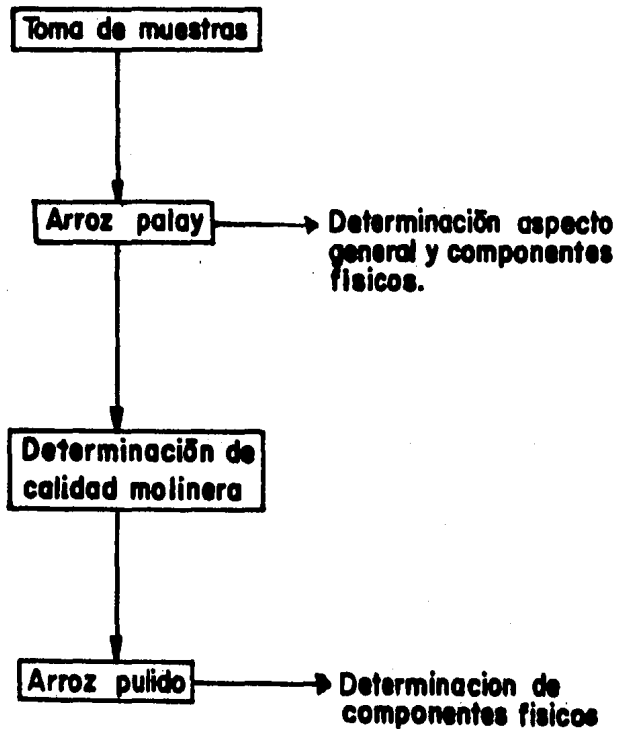 Toma de muestras
Arroz palay
Determinación aspecto
general y componentes
físicos.
Determinación de
calidad molinera
Arroz pulido
Determinacion de
componentes fisicos